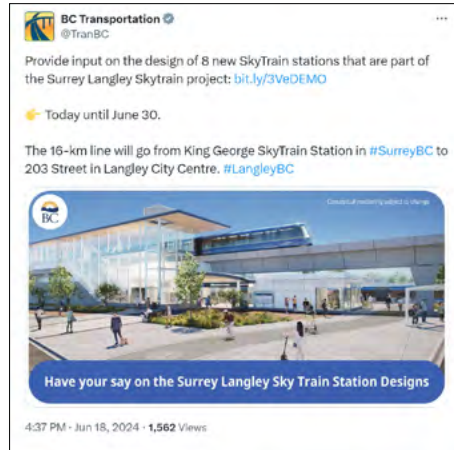 BC Transportation
@TranBC
...
Provide input on the design of 8 new SkyTrain stations that are part of
the Surrey Langley Skytrain project: bit.ly/3VeDEMO
👉 Today until June 30.
The 16-km line will go from King George SkyTrain Station in #SurreyBC to
203 Street in Langley City Centre. #LangleyBC
BC
Conceptual rendering subject to change
Have your say on the Surrey Langley Sky Train Station Designs
4:37 PM · Jun 18, 2024 · 1,562 Views